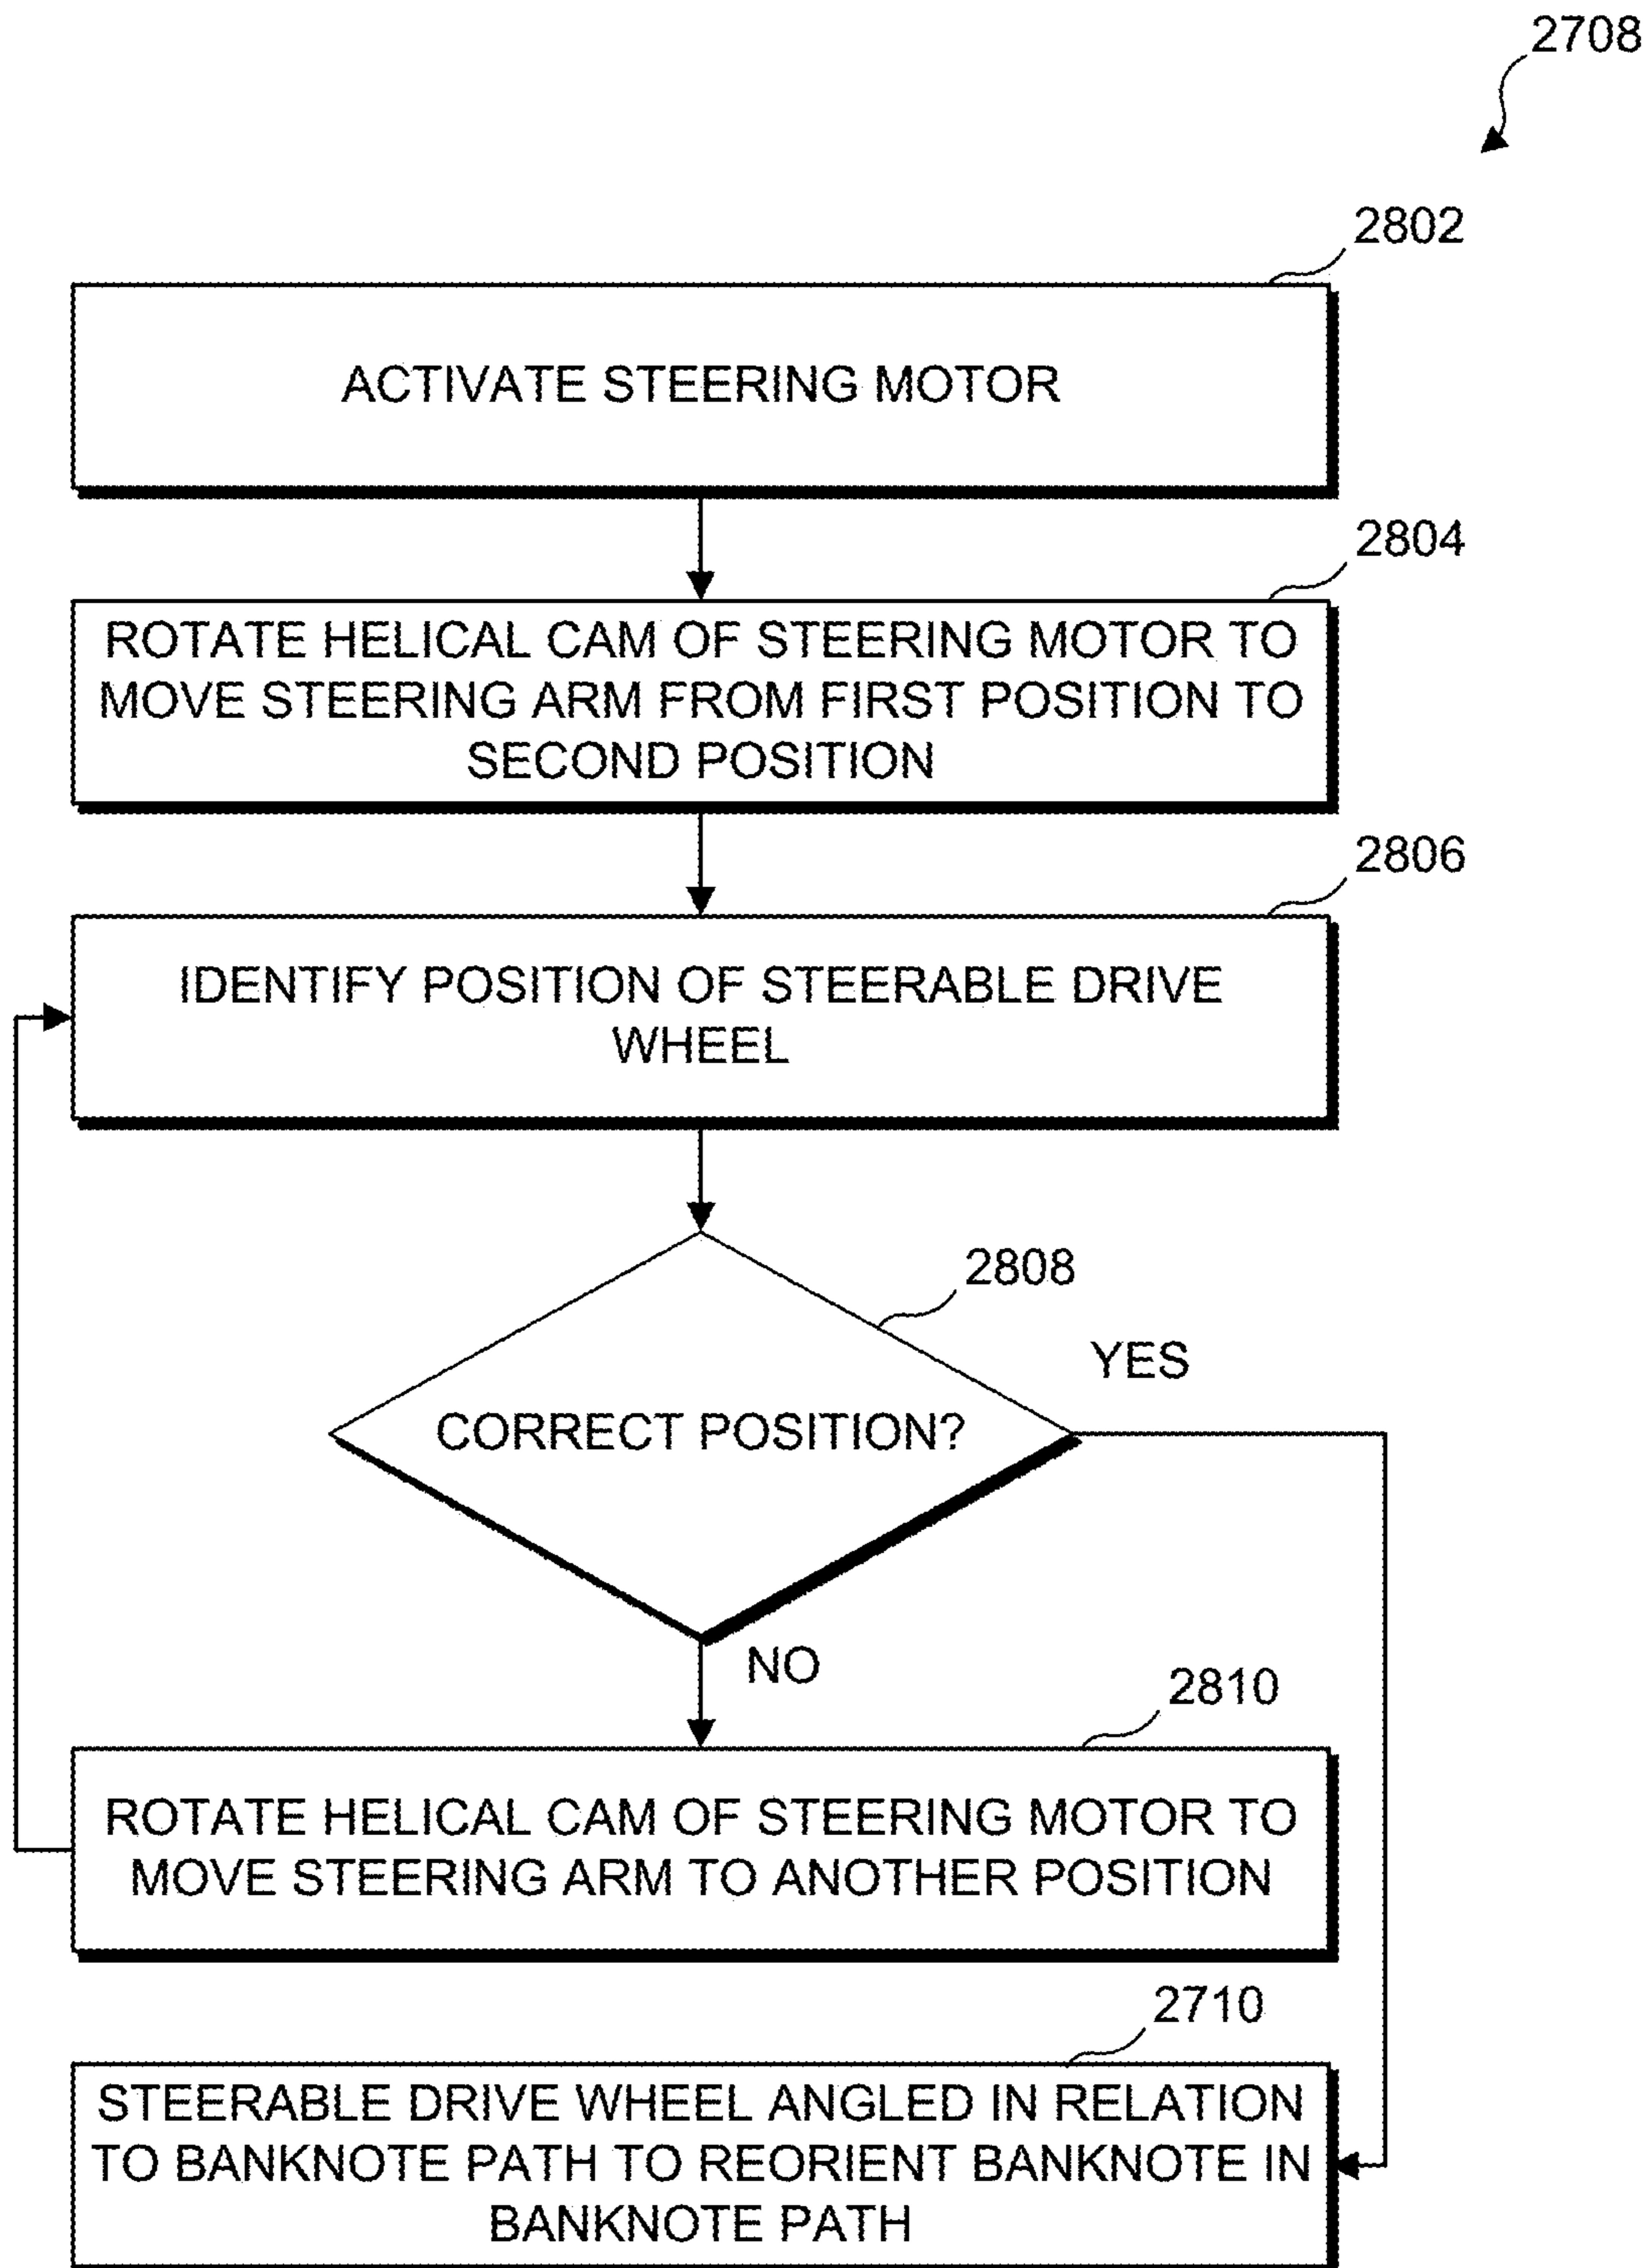 2708
2802
ACTIVATE STEERING MOTOR
2804
ROTATE HELICAL CAM OF STEERING MOTOR TO
MOVE STEERING ARM FROM FIRST POSITION TO
SECOND POSITION
2806
IDENTIFY POSITION OF STEERABLE DRIVE
WHEEL
2808
YES
CORRECT POSITION?
NO
2810
ROTATE HELICAL CAM OF STEERING MOTOR TO
MOVE STEERING ARM TO ANOTHER POSITION
2710
STEERABLE DRIVE WHEEL ANGLED IN RELATION
TO BANKNOTE PATH TO REORIENT BANKNOTE IN
BANKNOTE PATH